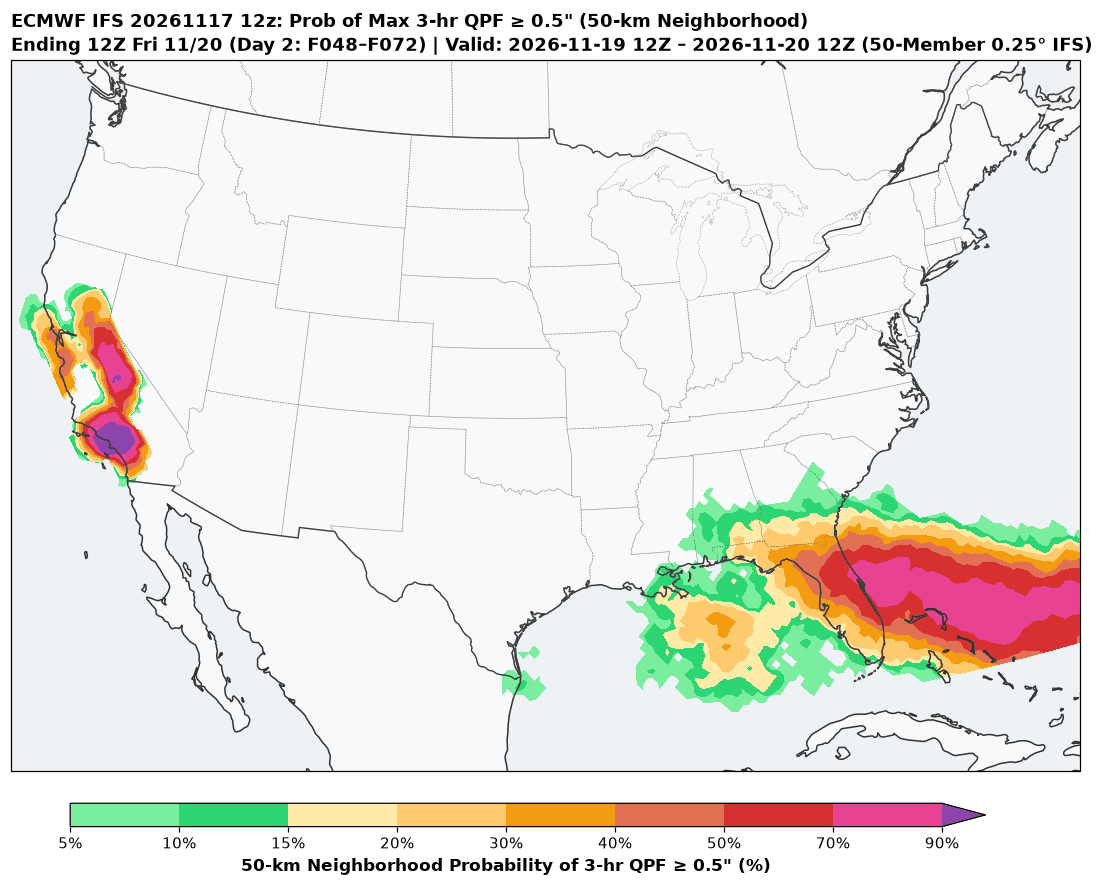 ECMWF IFS 20261117 12z: Prob of Max 3-hr QPF ≥ 0.5" (50-km Neighborhood)
Ending 12Z Fri 11/20 (Day 2: F048–F072) | Valid: 2026-11-19 12Z – 2026-11-20 12Z (50-Member 0.25° IFS)
5% 10% 15% 20% 30% 40% 50% 70% 90%
50-km Neighborhood Probability of 3-hr QPF ≥ 0.5" (%)